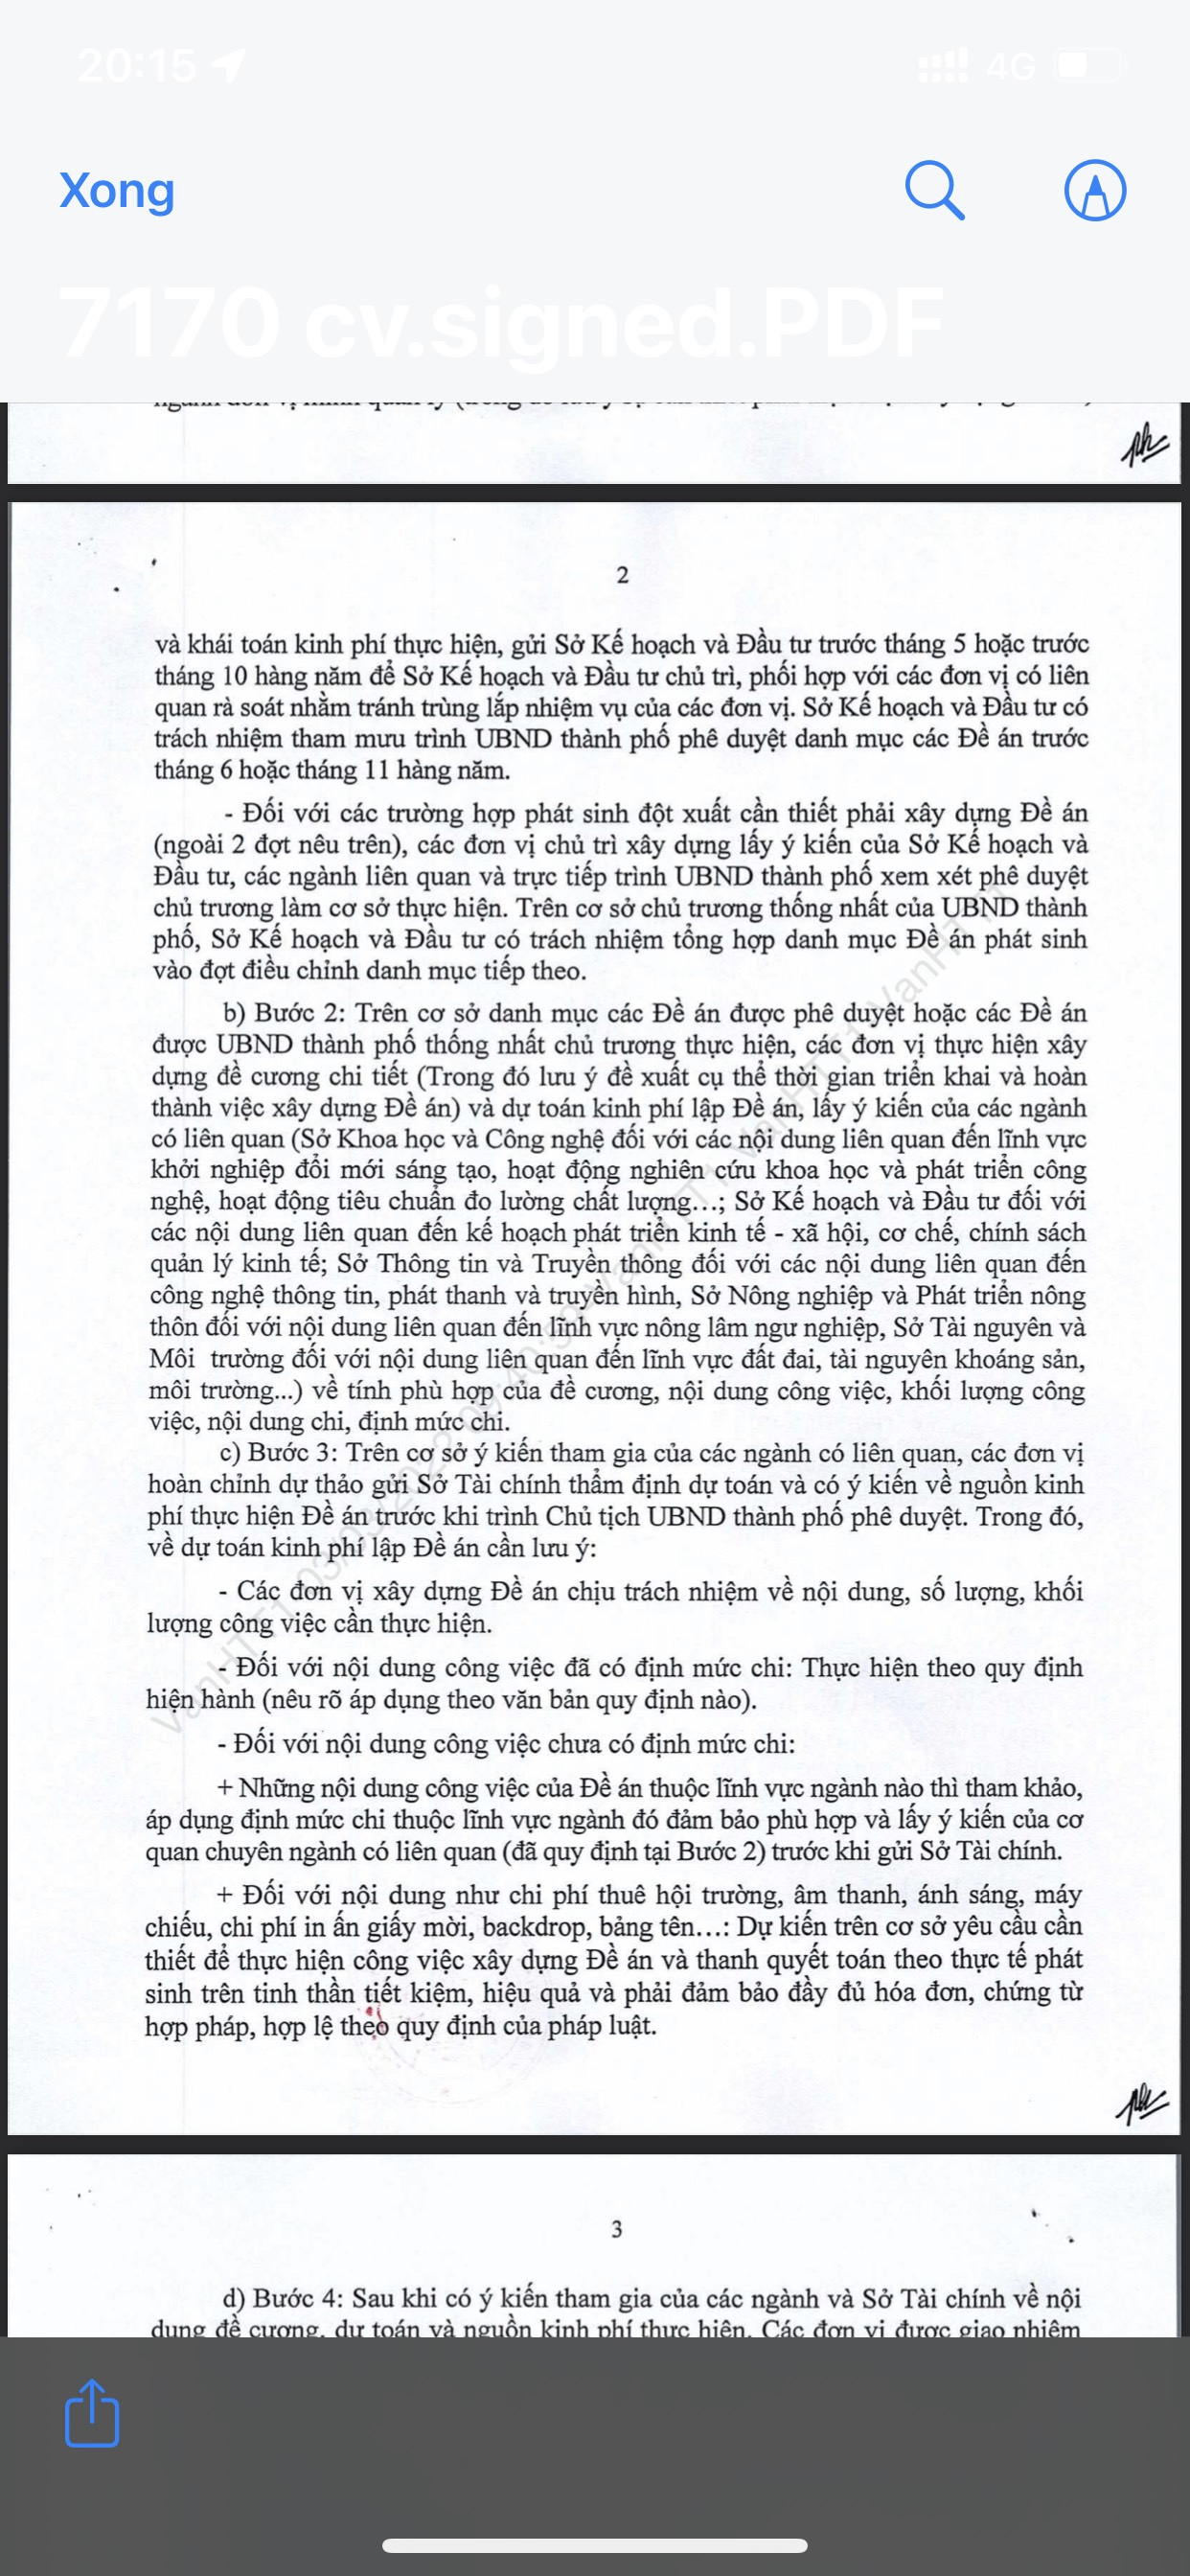 20:15
4G
Xong
7170 cv.signed.PDF
2
và khái toán kinh phí thực hiện, gửi Sở Kế hoạch và Đầu tư trước tháng 5 hoặc trước
tháng 10 hàng năm để Sở Kế hoạch và Đầu tư chủ trì, phối hợp với các đơn vị có liên
quan rà soát nhằm tránh trùng lắp nhiệm vụ của các đơn vị. Sở Kế hoạch và Đầu tư có
trách nhiệm tham mưu trình UBND thành phố phê duyệt danh mục các Đề án trước
tháng 6 hoặc tháng 11 hàng năm.
- Đối với các trường hợp phát sinh đột xuất cần thiết phải xây dựng Đề án
(ngoài 2 đợt nêu trên), các đơn vị chủ trì xây dựng lấy ý kiến của Sở Kế hoạch và
Đầu tư, các ngành liên quan và trực tiếp trình UBND thành phố xem xét phê duyệt
chủ trương làm cơ sở thực hiện. Trên cơ sở chủ trương thống nhất của UBND thành
phố, Sở Kế hoạch và Đầu tư có trách nhiệm tổng hợp danh mục Đề án phát sinh
vào đợt điều chỉnh danh mục tiếp theo.
b) Bước 2: Trên cơ sở danh mục các Đề án được phê duyệt hoặc các Đề án
được UBND thành phố thống nhất chủ trương thực hiện, các đơn vị thực hiện xây
dựng đề cương chi tiết (Trong đó lưu ý đề xuất cụ thể thời gian triển khai và hoàn
thành việc xây dựng Đề án) và dự toán kinh phí lập Đề án, lấy ý kiến của các ngành
có liên quan (Sở Khoa học và Công nghệ đối với các nội dung liên quan đến lĩnh vực
khởi nghiệp đổi mới sáng tạo, hoạt động nghiên cứu khoa học và phát triển công
nghệ, hoạt động tiêu chuẩn đo lường chất lượng...; Sở Kế hoạch và Đầu tư đối với
các nội dung liên quan đến kế hoạch phát triển kinh tế - xã hội, cơ chế, chính sách
quản lý kinh tế; Sở Thông tin và Truyền thông đối với các nội dung liên quan đến
công nghệ thông tin, phát thanh và truyền hình, Sở Nông nghiệp và Phát triển nông
thôn đối với nội dung liên quan đến lĩnh vực nông lâm ngư nghiệp, Sở Tài nguyên và
Môi trường đối với nội dung liên quan đến lĩnh vực đất đai, tài nguyên khoáng sản,
môi trường...) về tính phù hợp của đề cương, nội dung công việc, khối lượng công
việc, nội dung chi, định mức chi.
c) Bước 3: Trên cơ sở ý kiến tham gia của các ngành có liên quan, các đơn vị
hoàn chỉnh dự thảo gửi Sở Tài chính thẩm định dự toán và có ý kiến về nguồn kinh
phí thực hiện Đề án trước khi trình Chủ tịch UBND thành phố phê duyệt. Trong đó,
về dự toán kinh phí lập Đề án cần lưu ý:
- Các đơn vị xây dựng Đề án chịu trách nhiệm về nội dung, số lượng, khối
lượng công việc cần thực hiện.
- Đối với nội dung công việc đã có định mức chi: Thực hiện theo quy định
hiện hành (nêu rõ áp dụng theo văn bản quy định nào).
- Đối với nội dung công việc chưa có định mức chi:
+ Những nội dung công việc của Đề án thuộc lĩnh vực ngành nào thì tham khảo,
áp dụng định mức chi thuộc lĩnh vực ngành đó đảm bảo phù hợp và lấy ý kiến của cơ
quan chuyên ngành có liên quan (đã quy định tại Bước 2) trước khi gửi Sở Tài chính.
+ Đối với nội dung như chi phí thuê hội trường, âm thanh, ánh sáng, máy
chiếu, chi phí in ấn giấy mời, backdrop, bảng tên...: Dự kiến trên cơ sở yêu cầu cần
thiết để thực hiện công việc xây dựng Đề án và thanh quyết toán theo thực tế phát
sinh trên tinh thần tiết kiệm, hiệu quả và phải đảm bảo đầy đủ hóa đơn, chứng từ
hợp pháp, hợp lệ theo quy định của pháp luật.
3
d) Bước 4: Sau khi có ý kiến tham gia của các ngành và Sở Tài chính về nội
dung đề cương, dự toán và nguồn kinh phí thực hiện. Các đơn vị được giao nhiệm